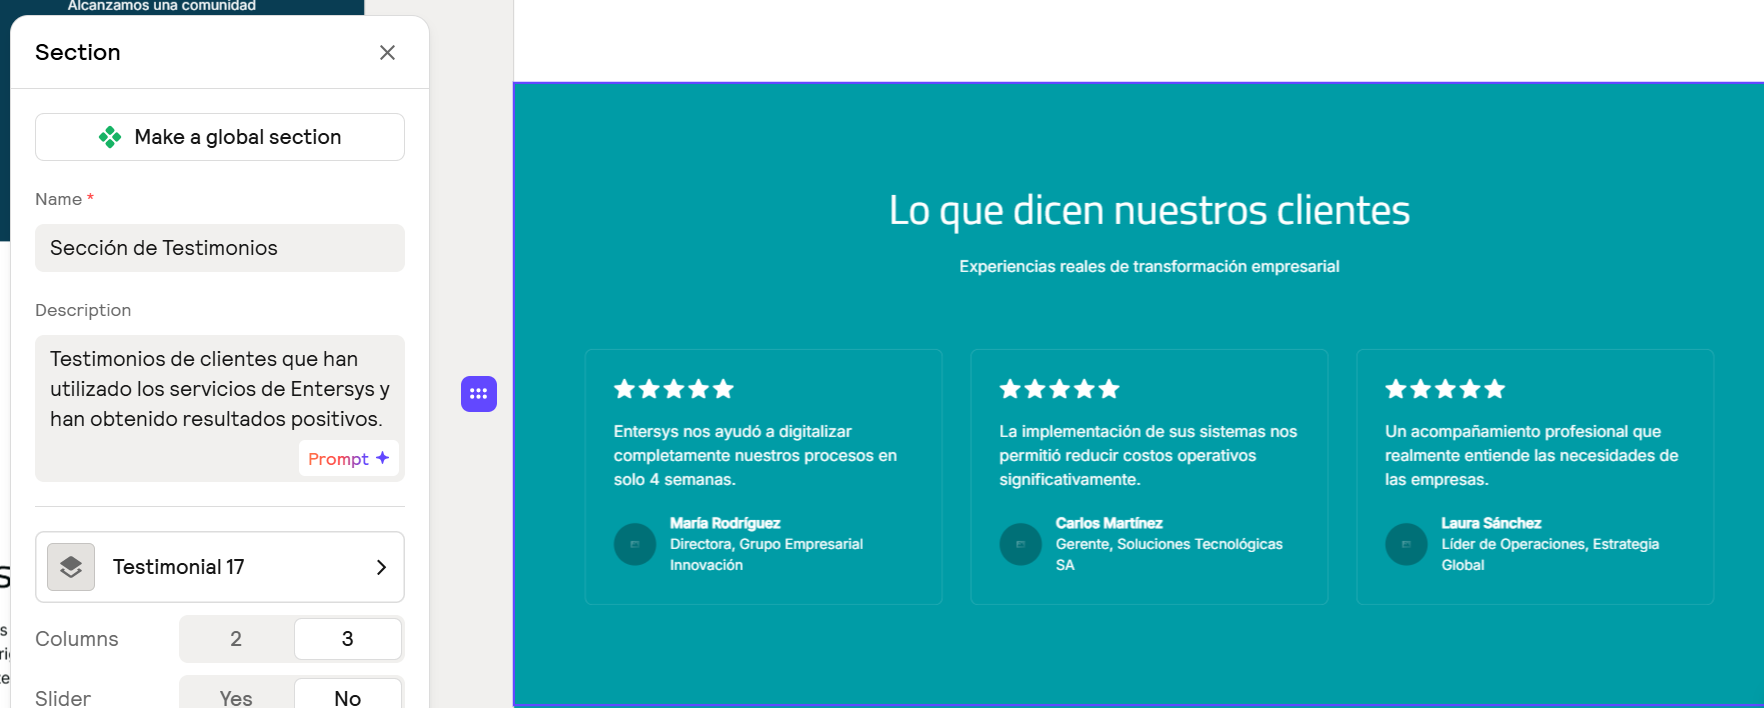 Alcanzamos una comunidad
Section
Make a global section
Name *
Sección de Testimonios
Description
Testimonios de clientes que han
utilizado los servicios de Entersys y
han obtenido resultados positivos.
Prompt
Testimonial 17
Columns 2 3
Slider Yes No
Lo que dicen nuestros clientes
Experiencias reales de transformación empresarial
Entersys nos ayudó a digitalizar
completamente nuestros procesos en
solo 4 semanas.
María Rodríguez
Directora, Grupo Empresarial
Innovación
La implementación de sus sistemas nos
permitió reducir costos operativos
significativamente.
Carlos Martínez
Gerente, Soluciones Tecnológicas
SA
Un acompañamiento profesional que
realmente entiende las necesidades de
las empresas.
Laura Sánchez
Líder de Operaciones, Estrategia
Global